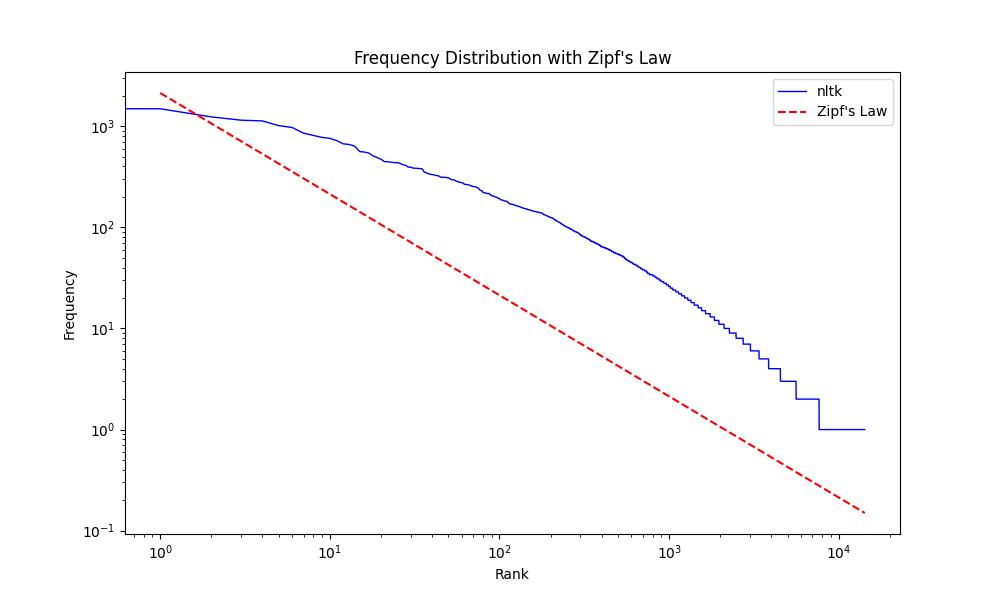 Frequency Distribution with Zipf's Law
nltk
Zipf's Law
Frequency
10³
10²
10¹
10⁰
10⁻¹
10⁰ 10¹ 10² 10³ 10⁴
Rank